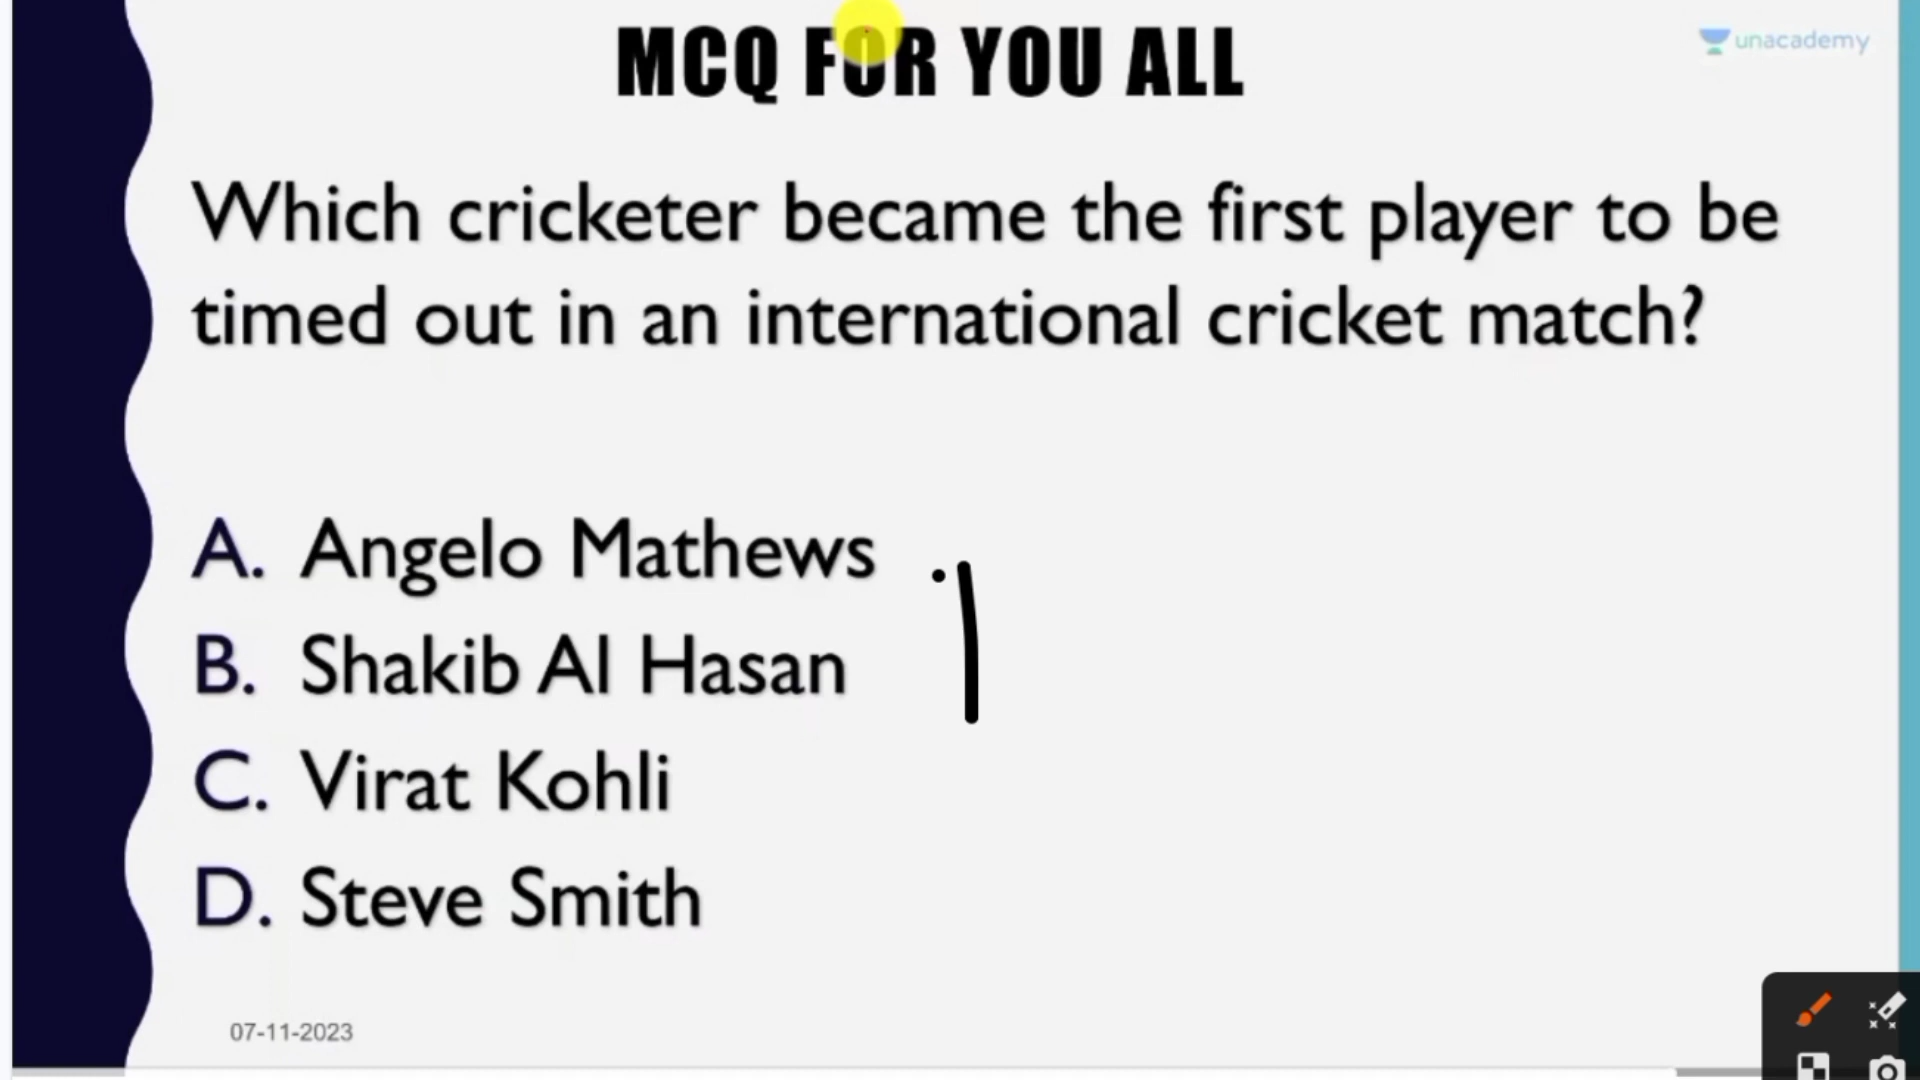 MCQ FOR YOU ALL
unacademy
Which cricketer became the first player to be
timed out in an international cricket match?
A. Angelo Mathews
B. Shakib Al Hasan
C. Virat Kohli
D. Steve Smith
07-11-2023